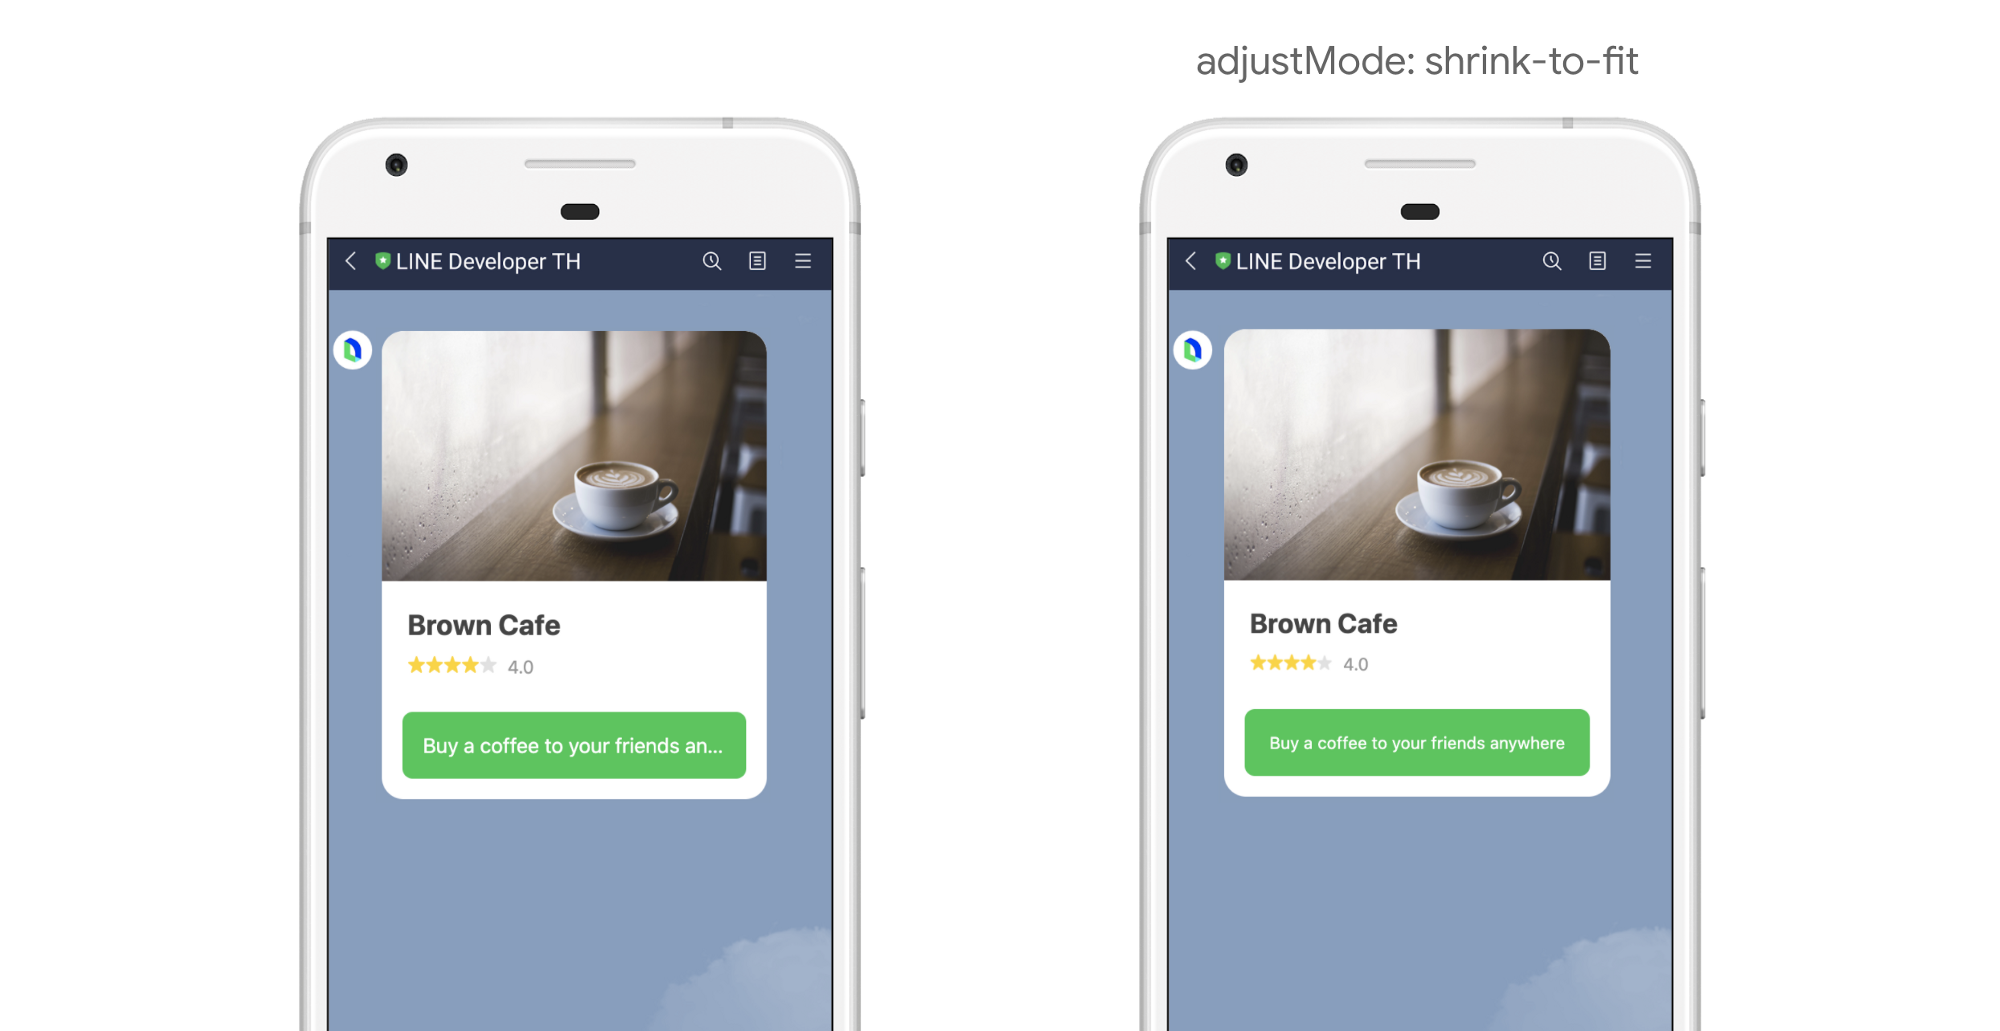 adjustMode: shrink-to-fit
LINE Developer TH
Brown Cafe
4.0
Buy a coffee to your friends an...
LINE Developer TH
Brown Cafe
4.0
Buy a coffee to your friends anywhere